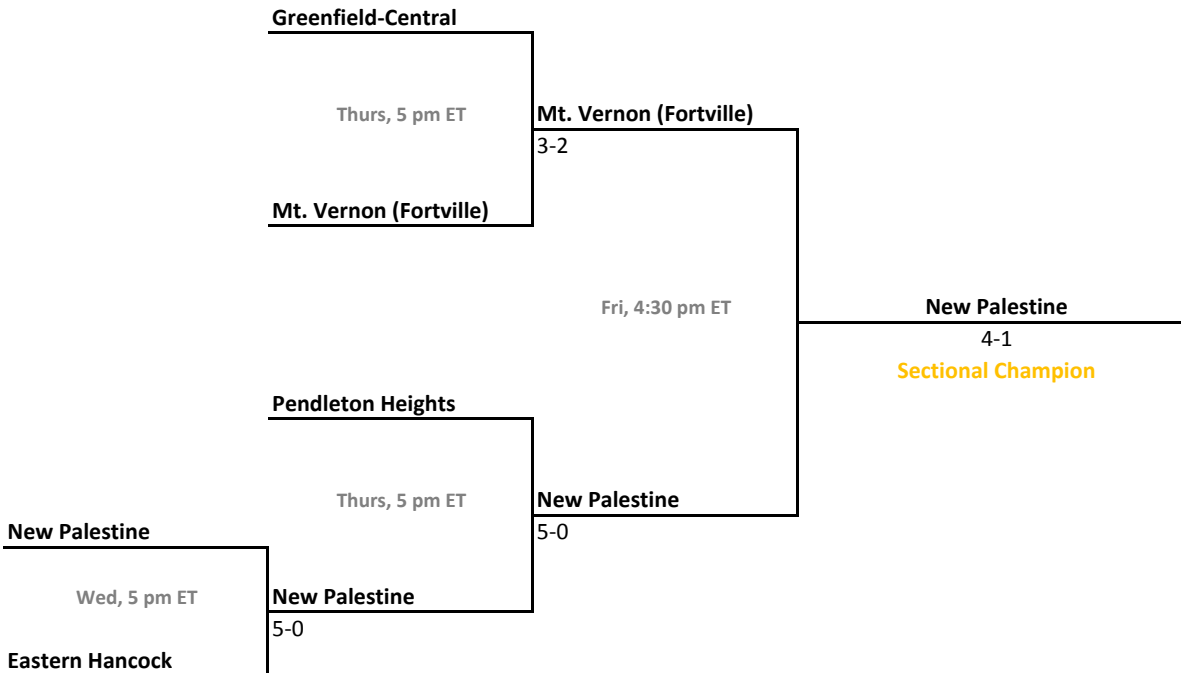 Greenfield-Central
Thurs, 5 pm ET
Mt. Vernon (Fortville)
3-2
Mt. Vernon (Fortville)
Fri, 4:30 pm ET
New Palestine
4-1
Sectional Champion
Pendleton Heights
Thurs, 5 pm ET
New Palestine
5-0
New Palestine
Wed, 5 pm ET
New Palestine
5-0
Eastern Hancock